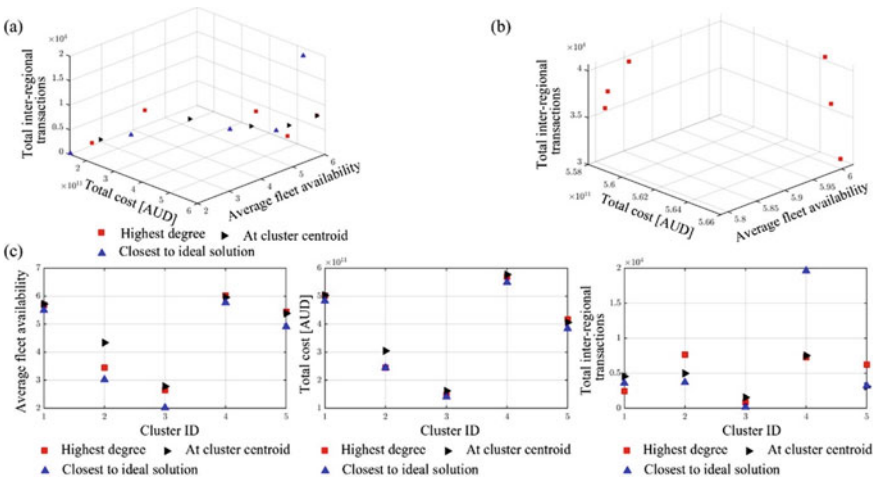 (a)
×10⁴
2
1.5
1
0.5
0
Total inter-regional
transactions
2
3
4
5
6
×10¹¹
Total cost [AUD]
2
3
4
5
6
Average fleet availability
Highest degree
At cluster centroid
Closest to ideal solution
(b)
4
3.5
3
Total inter-regional
transactions
5.58
5.6
5.62
5.64
5.66
×10¹¹
Total cost [AUD]
5.8
5.85
5.9
5.95
6
Average fleet availability
(c)
7
6
5
4
3
2
Average fleet availability
1 2 3 4 5
Cluster ID
Highest degree
At cluster centroid
Closest to ideal solution
6
5
4
3
2
1
Total cost [AUD]
1 2 3 4 5
Cluster ID
Highest degree
At cluster centroid
Closest to ideal solution
2
1.5
1
0.5
0
Total inter-regional
transactions
1 2 3 4 5
Cluster ID
Highest degree
At cluster centroid
Closest to ideal solution